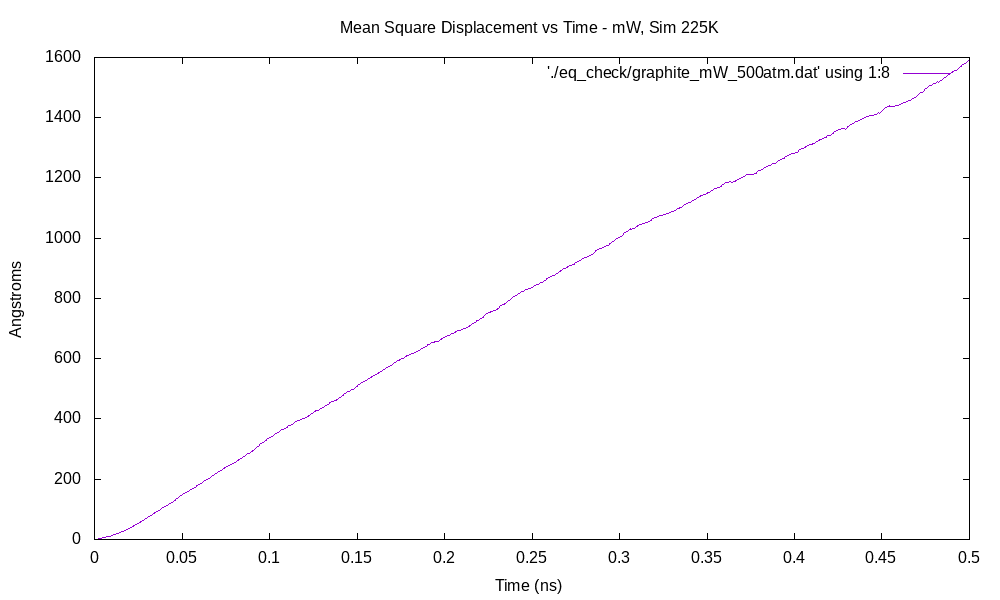 Mean Square Displacement vs Time - mW, Sim 225K
'./eq_check/graphite_mW_500atm.dat' using 1:8
1600
1400
1200
1000
800
600
400
200
0
Angstroms
0 0.05 0.1 0.15 0.2 0.25 0.3 0.35 0.4 0.45 0.5
Time (ns)